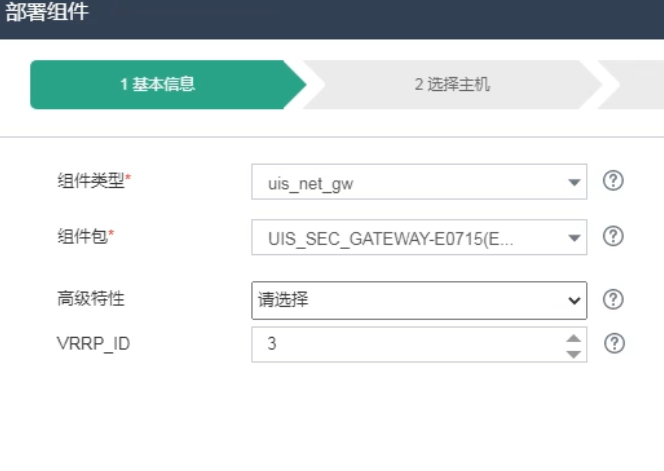 部署组件
1 基本信息
2 选择主机
组件类型* uis_net_gw
组件包* UIS_SEC_GATEWAY-E0715(E...
高级特性 请选择
VRRP_ID 3